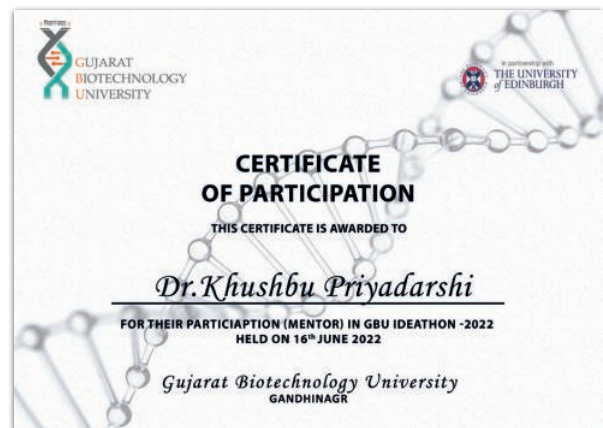 GUJARAT
BIOTECHNOLOGY
UNIVERSITY
in partnership with
THE UNIVERSITY
of EDINBURGH
CERTIFICATE
OF PARTICIPATION
THIS CERTIFICATE IS AWARDED TO
Dr.Khushbu Priyadarshi
FOR THEIR PARTICIAPTION (MENTOR) IN GBU IDEATHON -2022
HELD ON 16th JUNE 2022
Gujarat Biotechnology University
GANDHINAGR